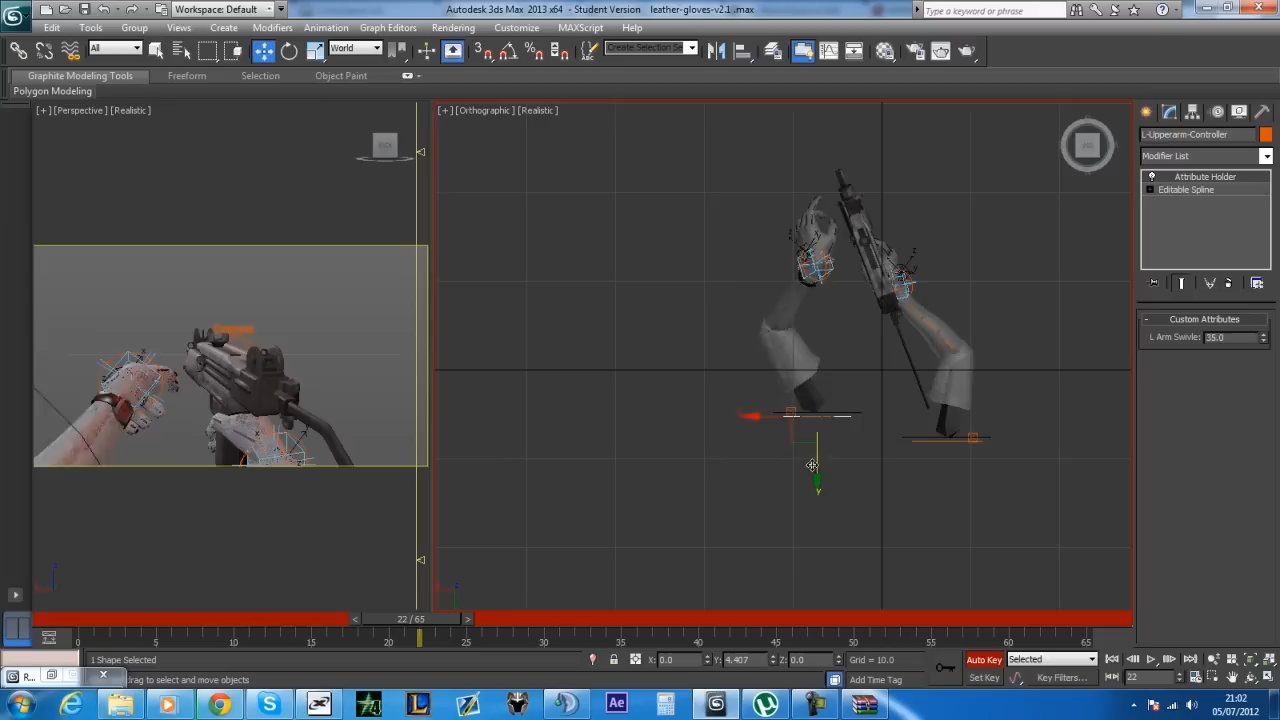 Workspace: Default
Autodesk 3ds Max 2013 x64 - Student Version leather-gloves-v2.1 .max
Type a keyword or phrase
Edit Tools Group Views Create Modifiers Animation Graph Editors Rendering Customize MAXScript Help
All View World Create Selection Se
Graphite Modeling Tools Freeform Selection Object Paint
Polygon Modeling
[+] [Perspective] [Realistic]
[+] [Orthographic] [Realistic]
L-Upperarm-Controller
Modifier List
Attribute Holder
Editable Spline
Custom Attributes
L Arm Swivle: 35.0
y
22 / 65
0 5 10 15 20 25 30 35 40 45 50 55 60 65
1 Shape Selected X: 0.0 Y: 4.407 Z: 0.0 Grid = 10.0 Auto Key Selected
R... drag to select and move objects Add Time Tag Set Key Key Filters... 22
Ae
21:02
05/07/2012